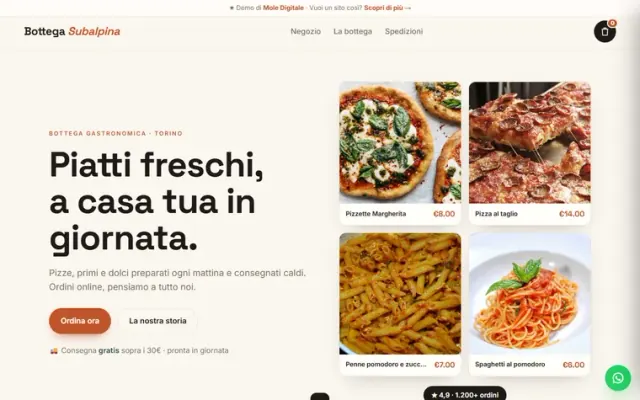 ★ Demo di Mole Digitale · Vuoi un sito così? Scopri di più →
Bottega Subalpina
Negozio
La bottega
Spedizioni
0
BOTTEGA GASTRONOMICA · TORINO
Piatti freschi,
a casa tua in
giornata.
Pizze, primi e dolci preparati ogni mattina e consegnati caldi.
Ordini online, pensiamo a tutto noi.
Ordina ora
La nostra storia
🚚 Consegna gratis sopra i 30€ · pronta in giornata
Pizzette Margherita €8.00
Pizza al taglio €14.00
Penne pomodoro e zucc... €7.00
Spaghetti al pomodoro €6.00
★ 4,9 · 1.200+ ordini